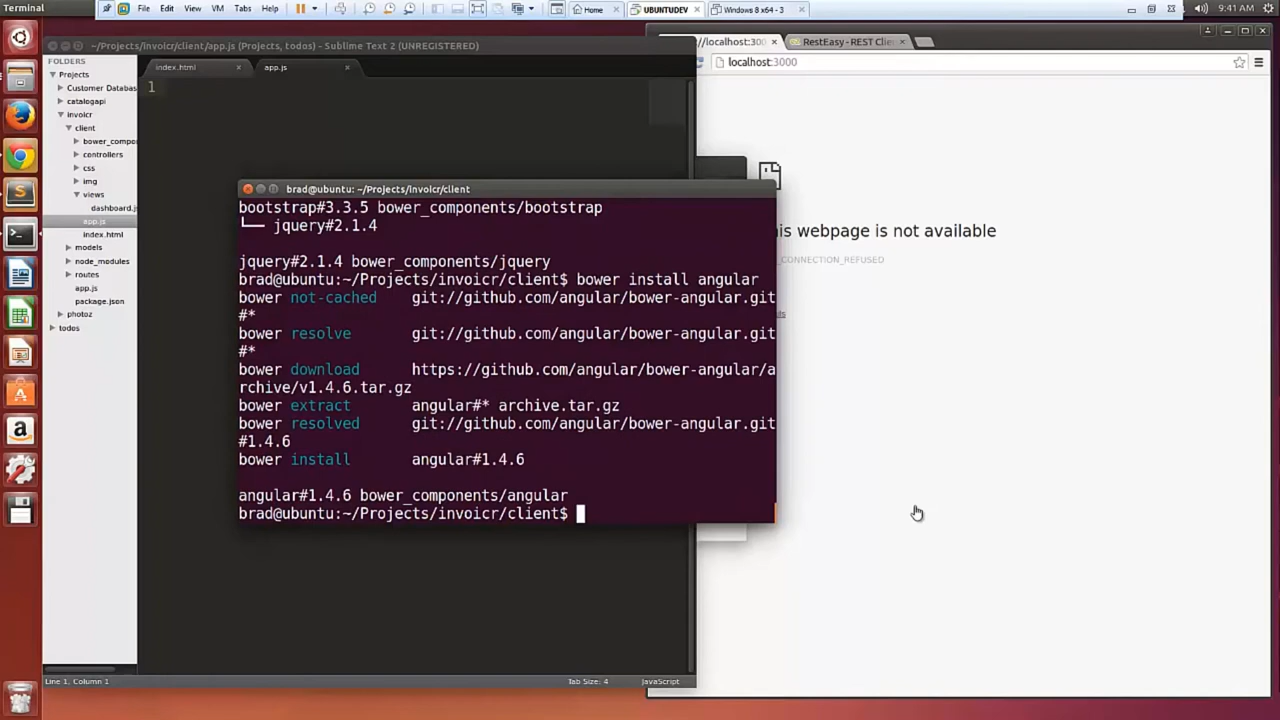 Terminal
File Edit View VM Tabs Help
Home
UBUNTUDEV
Windows 8 x64 - 3
9:41 AM
~/Projects/invoicr/client/app.js (Projects, todos) - Sublime Text 2 (UNREGISTERED)
//localhost:300
RestEasy - REST Clie
localhost:3000
FOLDERS
Projects
Customer Databas
catalogapi
invoicr
client
bower_compo
controllers
css
img
views
dashboard.
app.js
index.html
models
node_modules
routes
app.js
package.json
photoz
todos
index.html
app.js
1
brad@ubuntu: ~/Projects/invoicr/client
bootstrap#3.3.5 bower_components/bootstrap
└── jquery#2.1.4
jquery#2.1.4 bower_components/jquery
brad@ubuntu:~/Projects/invoicr/client$ bower install angular
bower not-cached git://github.com/angular/bower-angular.git
#*
bower resolve git://github.com/angular/bower-angular.git
#*
bower download https://github.com/angular/bower-angular/a
rchive/v1.4.6.tar.gz
bower extract angular#* archive.tar.gz
bower resolved git://github.com/angular/bower-angular.git
#1.4.6
bower install angular#1.4.6
angular#1.4.6 bower_components/angular
brad@ubuntu:~/Projects/invoicr/client$
is webpage is not available
_CONNECTION_REFUSED
ls
Line 1, Column 1
Tab Size: 4
JavaScript